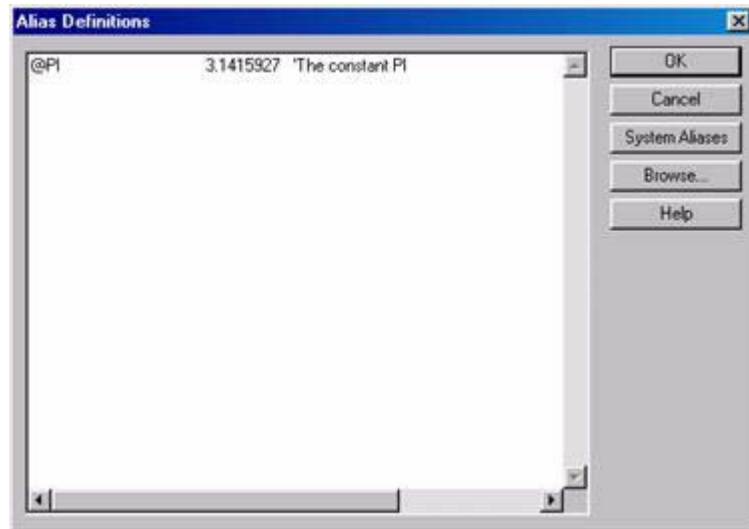 Alias Definitions
@PI 3.1415927 'The constant PI
OK
Cancel
System Aliases
Browse...
Help